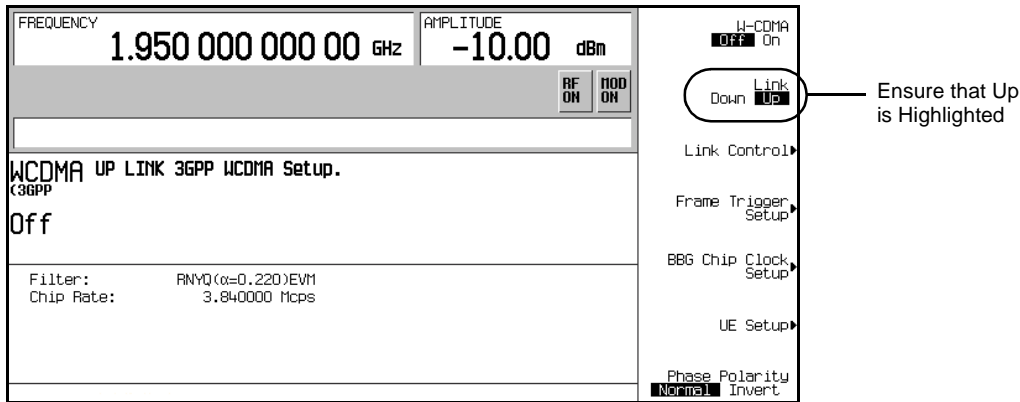 FREQUENCY
1.950 000 000 00 GHz
AMPLITUDE
-10.00 dBm
RF ON
MOD ON
WCDMA UP LINK 3GPP WCDMA Setup.
(3GPP
Off
Filter: RNYQ(α=0.220)EVM
Chip Rate: 3.840000 Mcps
W-CDMA
Off On
Link
Down Up
Link Control
Frame Trigger
Setup
BBG Chip Clock
Setup
UE Setup
Phase Polarity
Normal Invert
Ensure that Up
is Highlighted